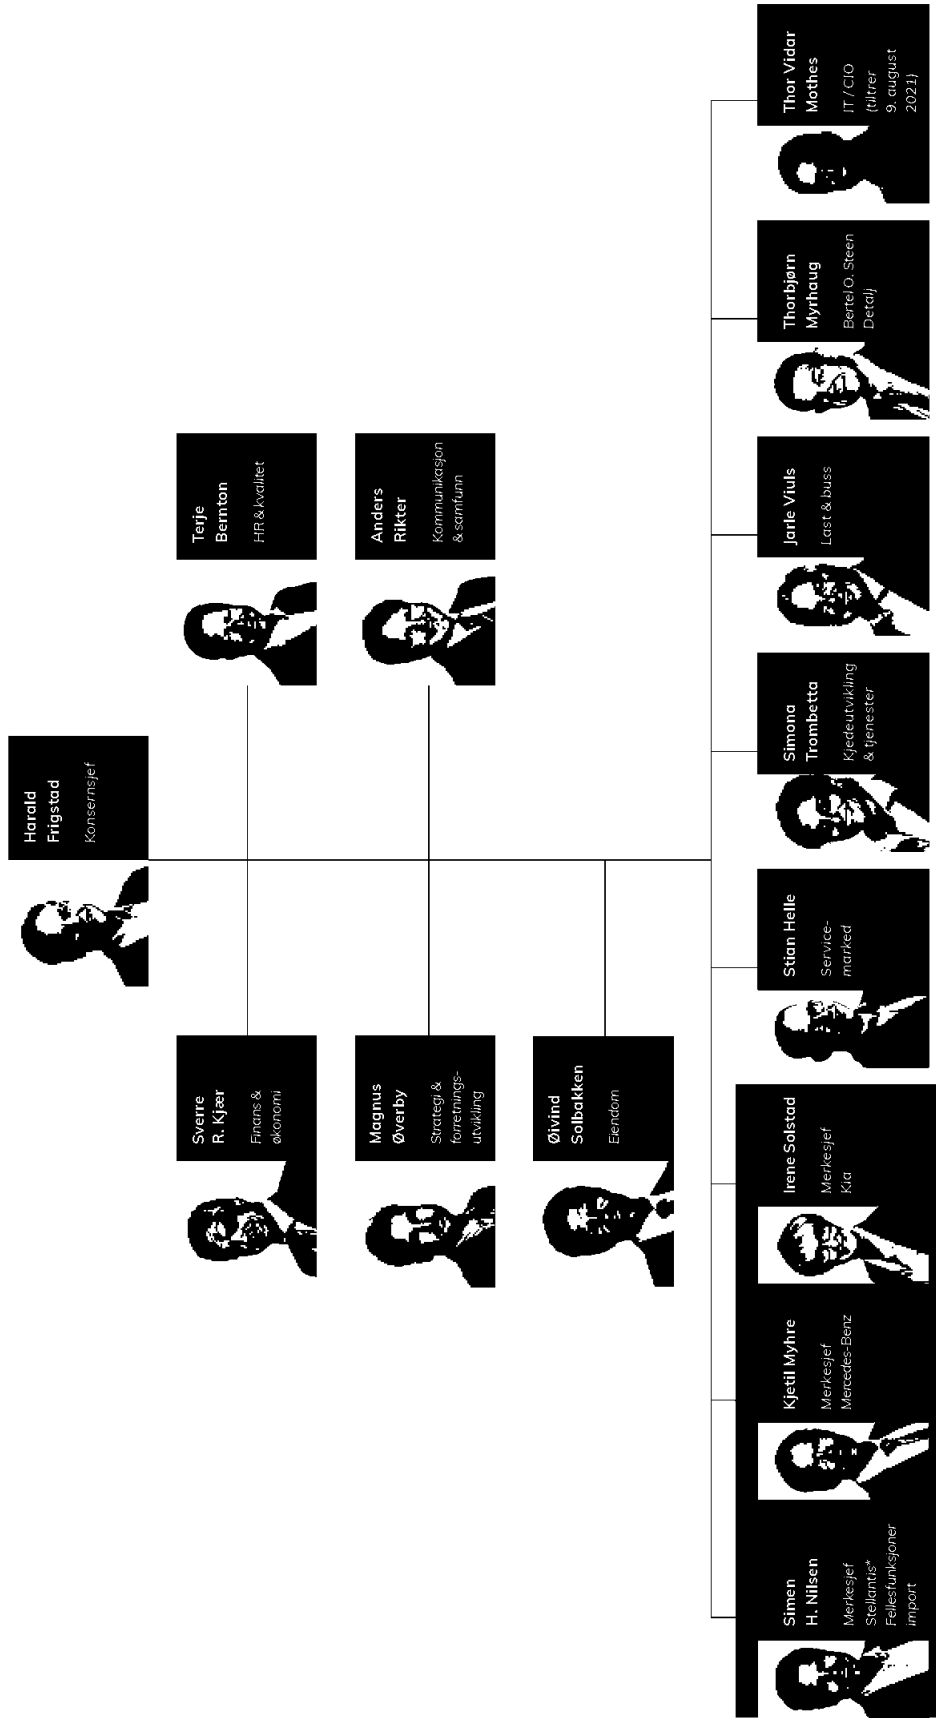 Harald
Frigstad
Konsernsjef
Sverre
R. Kjær
Finans &
økonomi
Terje
Bernton
HR & kvalitet
Magnus
Øverby
Strategi &
forretnings-
utvikling
Anders
Rikter
Kommunikasjon
& samfunn
Øivind
Solbakken
Eiendom
Simen
H. Nilsen
Merkesjef
Stellantis*
Fellesfunksjoner
import
Kjetil Myhre
Merkesjef
Mercedes-Benz
Irene Solstad
Merkesjef
Kia
Stian Helle
Service-
marked
Simona
Trombetta
Kjedeutvikling
& tjenester
Jarle Viuls
Last & buss
Thorbjørn
Myrhaug
Bertel O. Steen
Detalj
Thor Vidar
Mothes
IT / CIO
(tiltrer
9. august
2021)